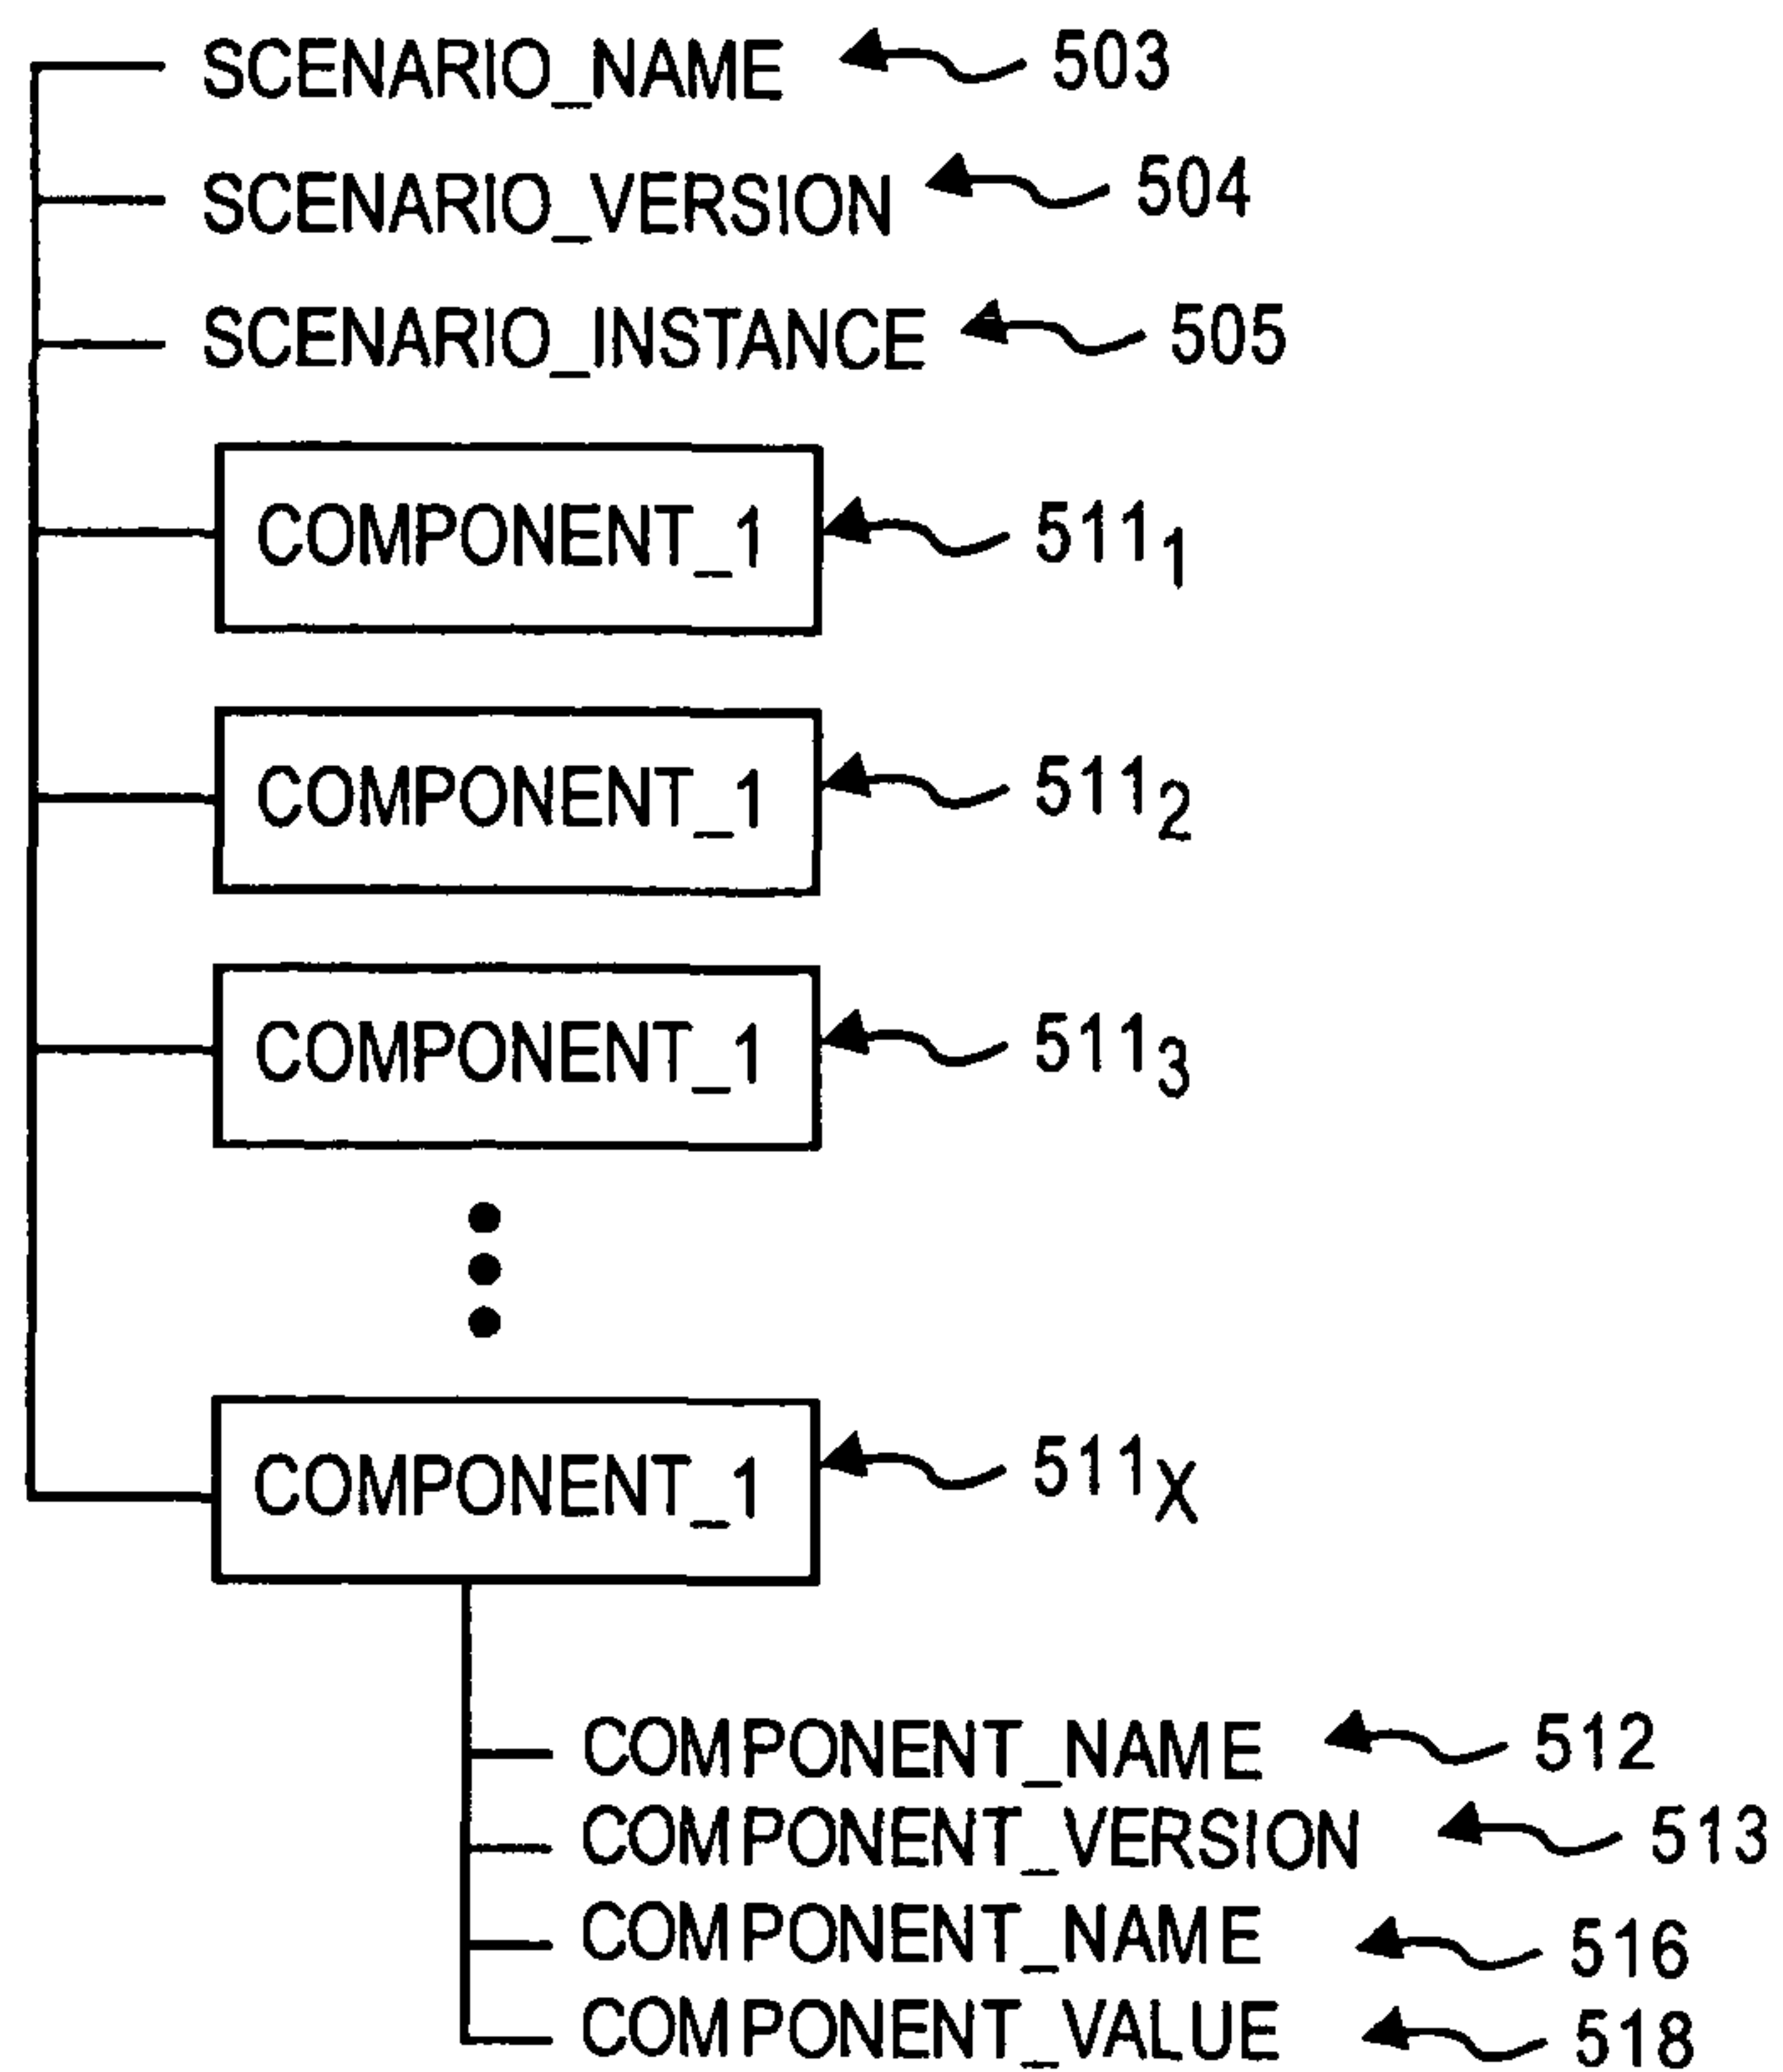 SCENARIO_NAME 503
SCENARIO_VERSION 504
SCENARIO_INSTANCE 505
COMPONENT_1 511₁
COMPONENT_1 511₂
COMPONENT_1 511₃
COMPONENT_1 511ₓ
COMPONENT_NAME 512
COMPONENT_VERSION 513
COMPONENT_NAME 516
COMPONENT_VALUE 518